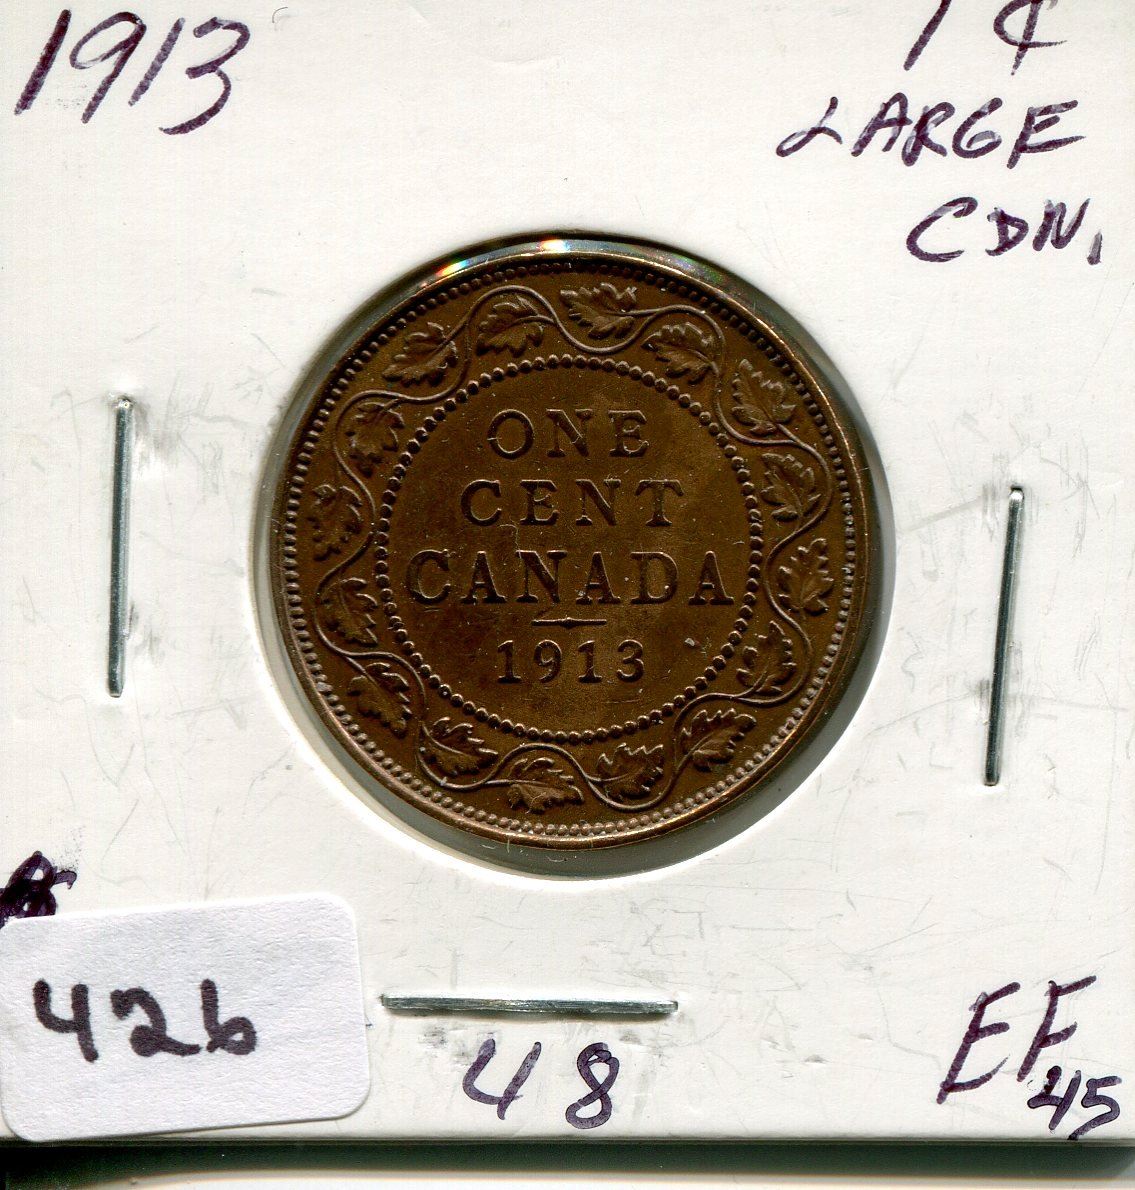 1913
1¢
LARGE
CDN.
ONE
CENT
CANADA
1913
426
48
EF 45